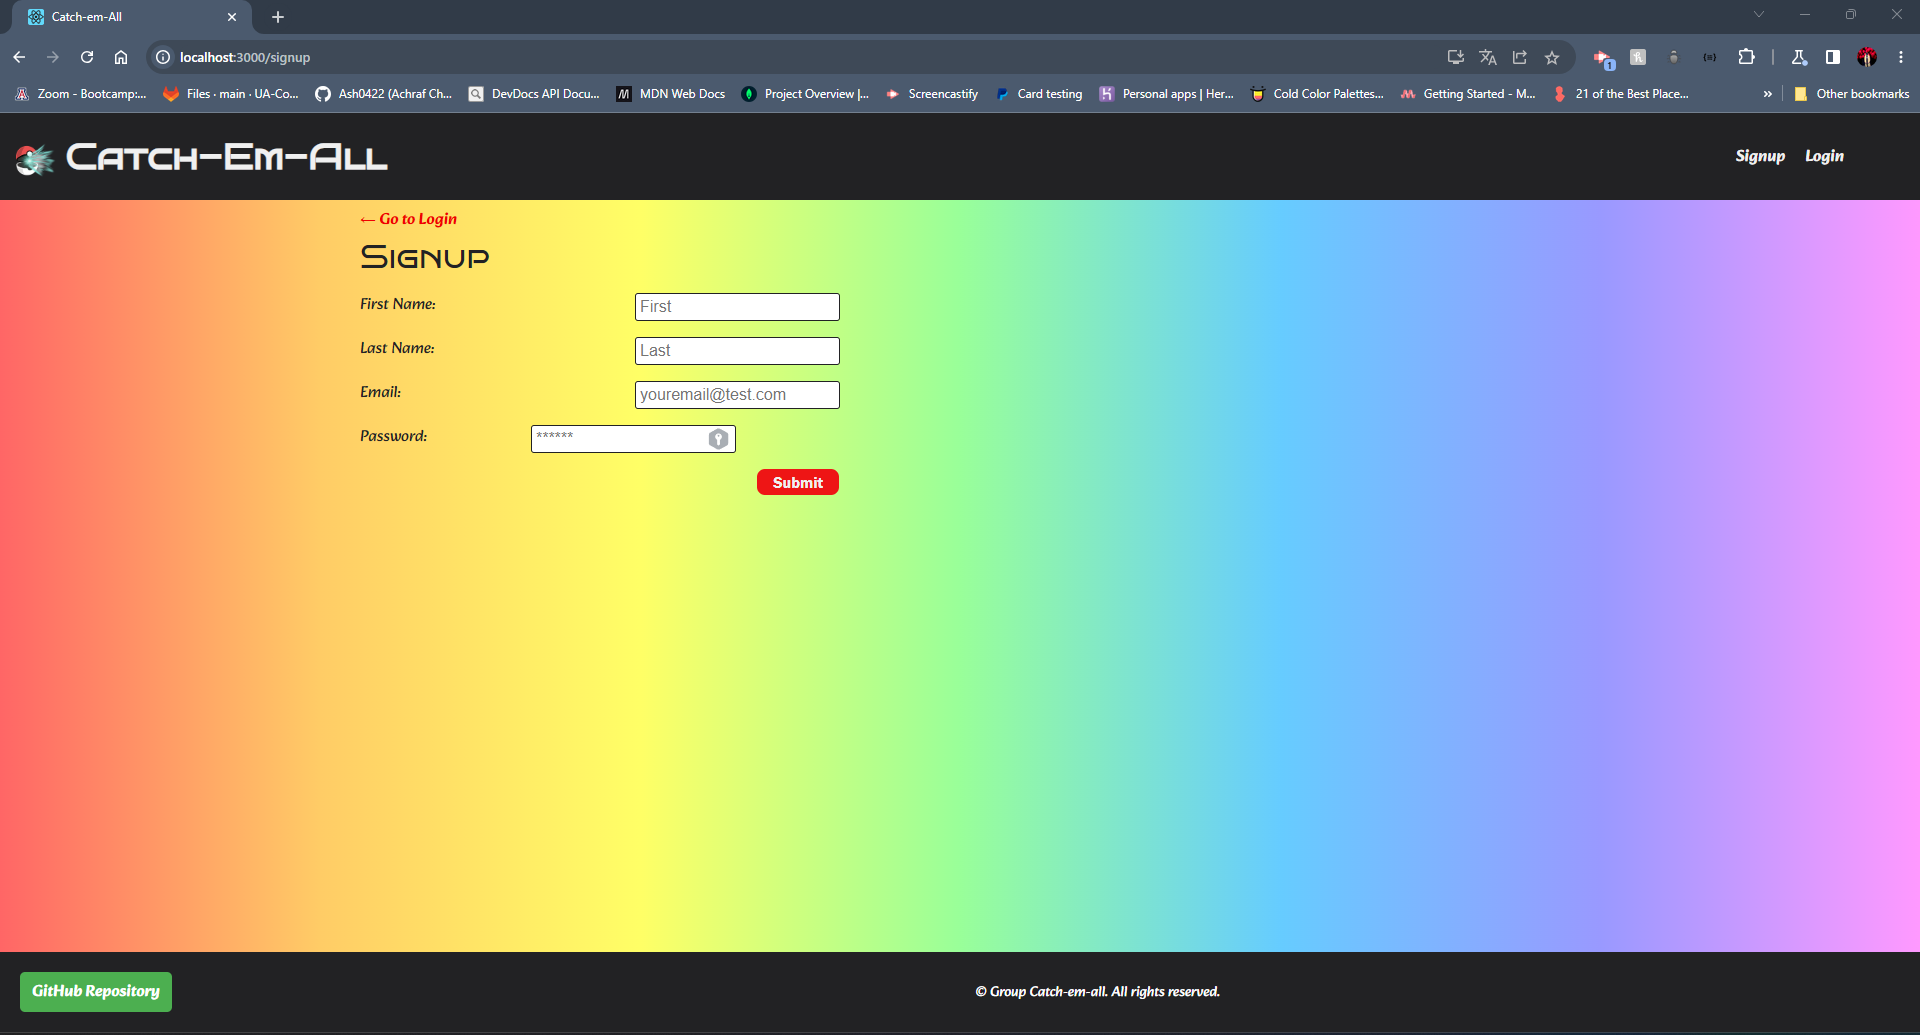 Catch-em-All
localhost:3000/signup
1
Zoom - Bootcamp:... Files · main · UA-Co... Ash0422 (Achraf Ch... DevDocs API Docu... MDN Web Docs Project Overview |... Screencastify Card testing Personal apps | Her... Cold Color Palettes... Getting Started - M... 21 of the Best Place... » Other bookmarks
Catch-Em-All Signup Login
← Go to Login
Signup
First Name: First
Last Name: Last
Email: youremail@test.com
Password: ******
Submit
GitHub Repository © Group Catch-em-all. All rights reserved.